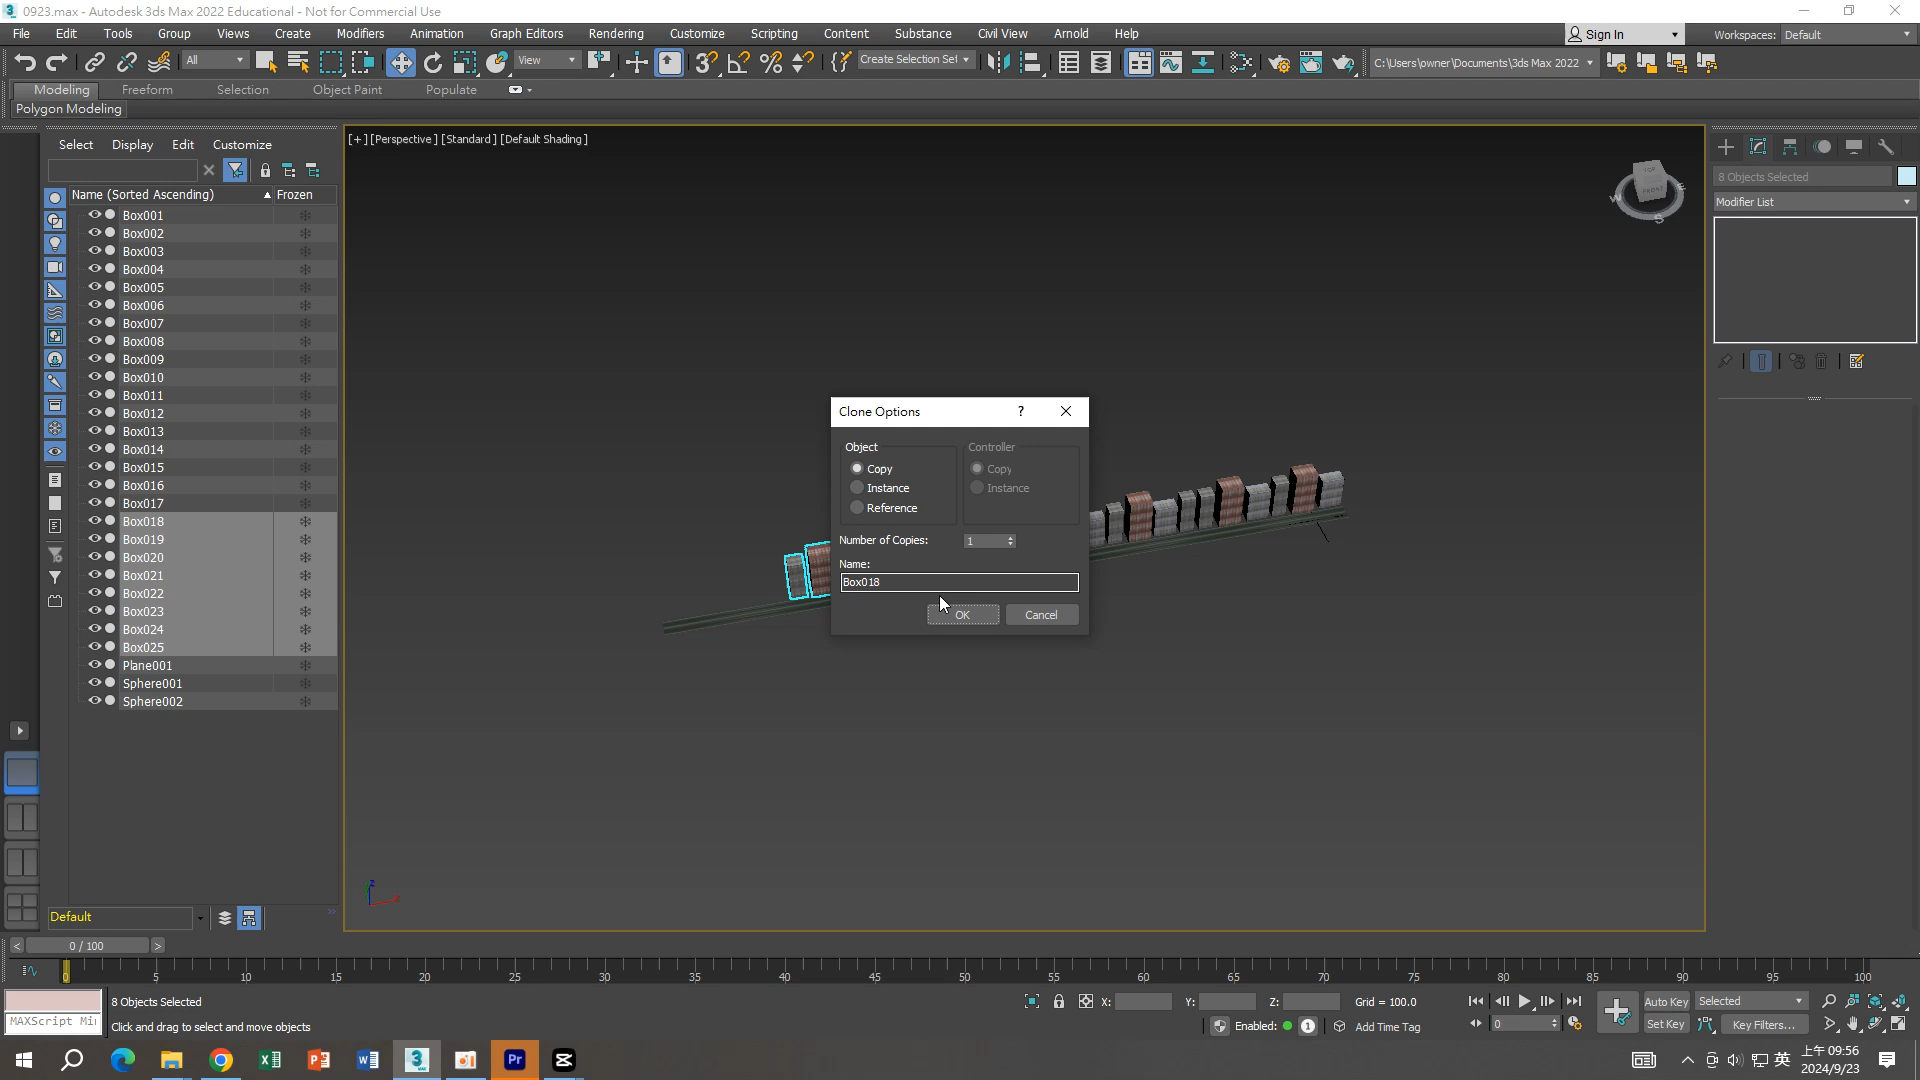 0923.max - Autodesk 3ds Max 2022 Educational - Not for Commercial Use
File Edit Tools Group Views Create Modifiers Animation Graph Editors Rendering Customize Scripting Content Substance Civil View Arnold Help Sign In Workspaces: Default
All View Create Selection Set C:\Users\owner\Documents\3ds Max 2022
Modeling Freeform Selection Object Paint Populate
Polygon Modeling
[+] [Perspective] [Standard] [Default Shading]
Select Display Edit Customize
Name (Sorted Ascending) Frozen
Box001
Box002
Box003
Box004
Box005
Box006
Box007
Box008
Box009
Box010
Box011
Box012
Box013
Box014
Box015
Box016
Box017
Box018
Box019
Box020
Box021
Box022
Box023
Box024
Box025
Plane001
Sphere001
Sphere002
Default
TOP
FRONT
W
S
E
8 Objects Selected
Modifier List
Clone Options ?
Object Controller
Copy Copy
Instance Instance
Reference
Number of Copies: 1
Name:
Box018
OK Cancel
z
0 / 100
0 5 10 15 20 25 30 35 40 45 50 55 60 65 70 75 80 85 90 95 100
8 Objects Selected X: Y: Z: Grid = 100.0 Auto Key Selected
MAXScript Mi Click and drag to select and move objects Enabled: 1 Add Time Tag 0 Set Key Key Filters...
3 Pr 英 上午 09:56
2024/9/23